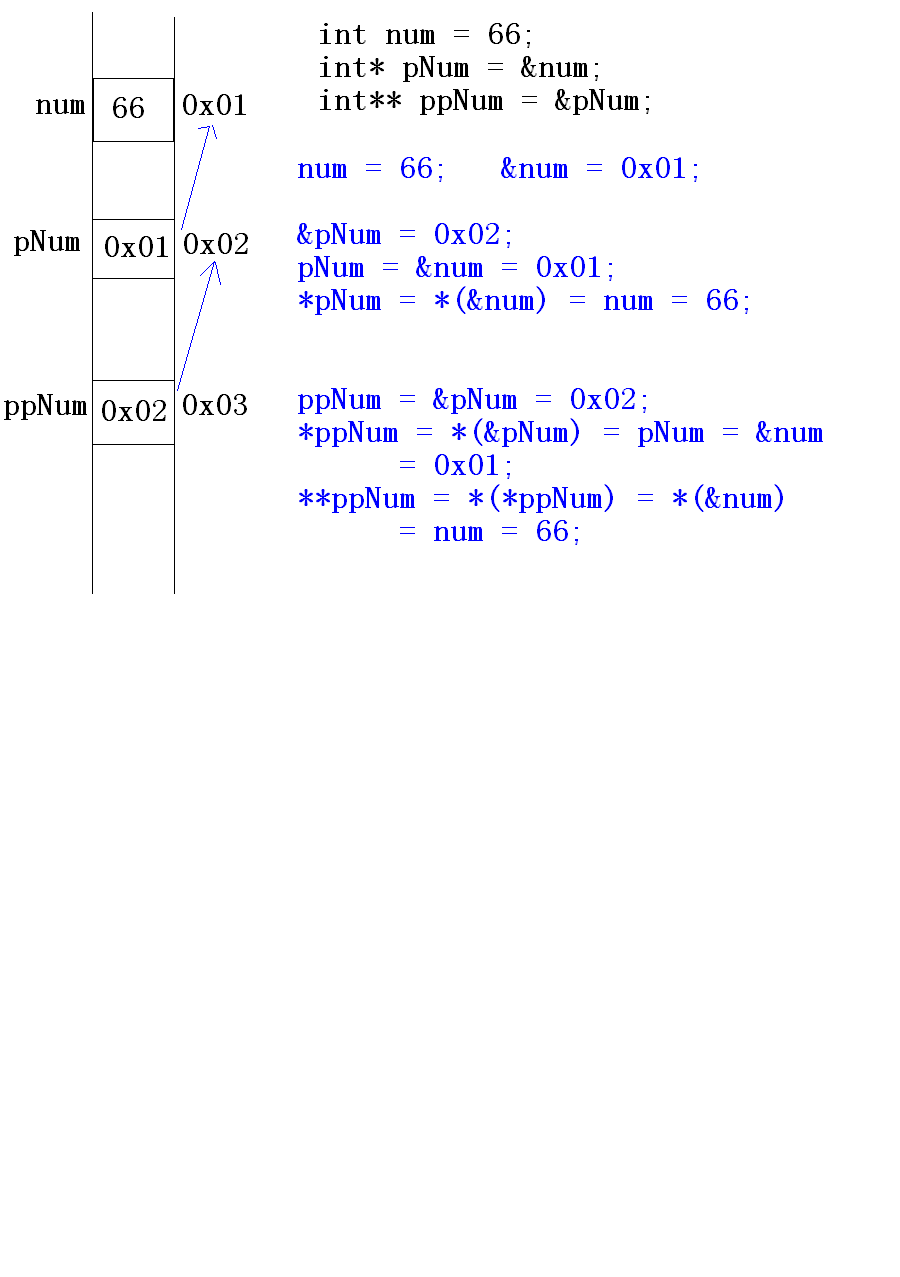 int num = 66;
int* pNum = &num;
int** ppNum = &pNum;
num 66 0x01
num = 66; &num = 0x01;
pNum 0x01 0x02
&pNum = 0x02;
pNum = &num = 0x01;
*pNum = *(&num) = num = 66;
ppNum 0x02 0x03
ppNum = &pNum = 0x02;
*ppNum = *(&pNum) = pNum = &num
= 0x01;
**ppNum = *(*ppNum) = *(&num)
= num = 66;